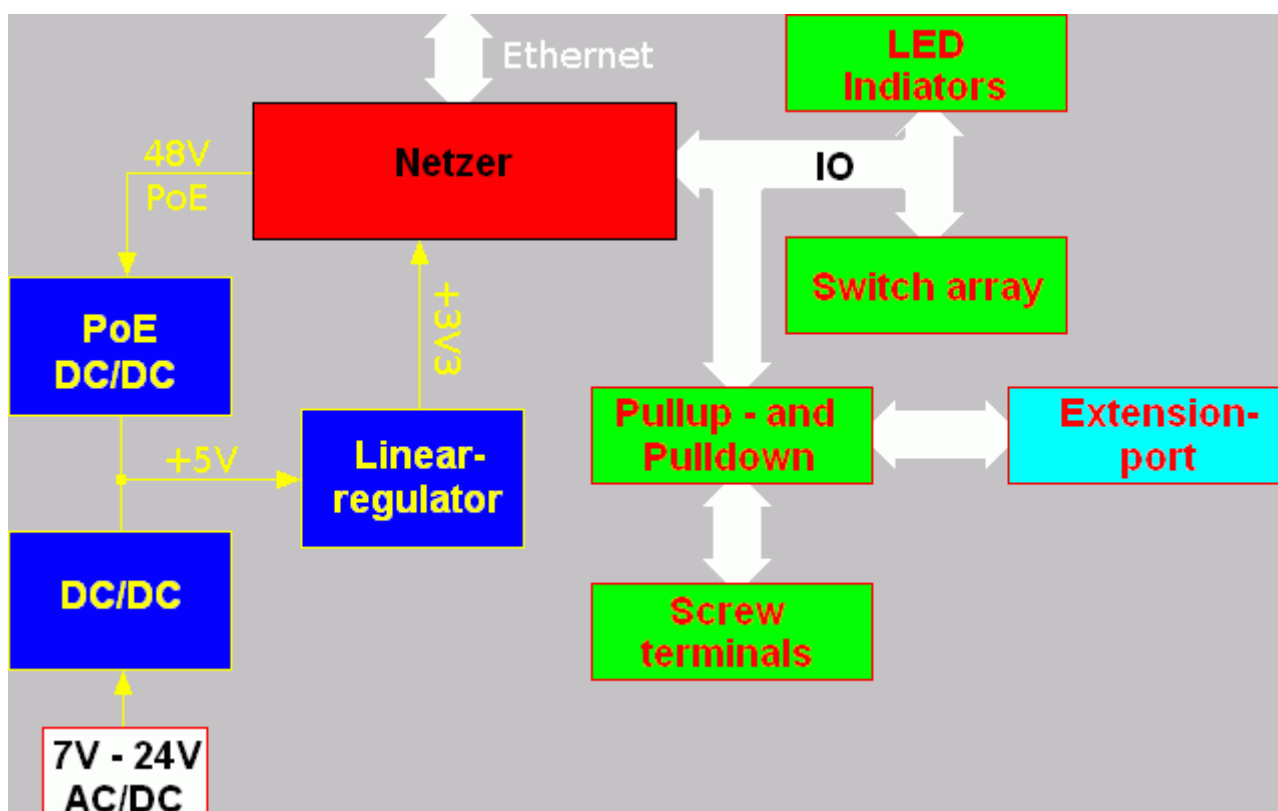 Ethernet
LED
Indiators
48V
PoE
Netzer
IO
Switch array
+3V3
PoE
DC/DC
Pullup - and
Pulldown
Extension-
port
+5V
Linear-
regulator
DC/DC
Screw
terminals
7V - 24V
AC/DC